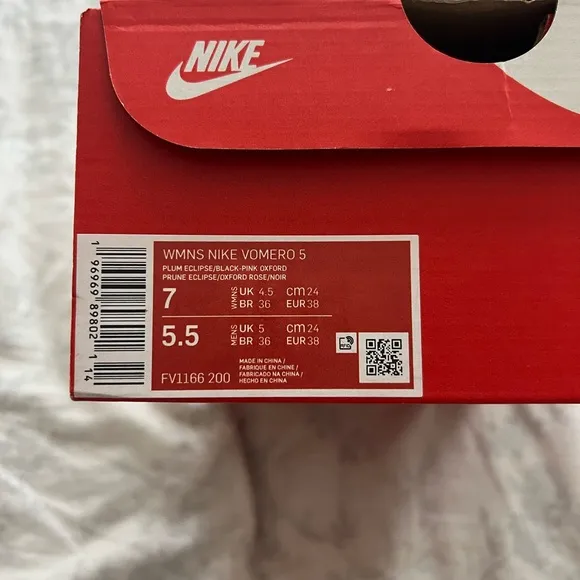 NIKE
WMNS NIKE VOMERO 5
PLUM ECLIPSE/BLACK-PINK OXFORD
PRUNE ECLIPSE/OXFORD ROSE/NOIR
7 WMNS UK 4.5 CM 24
BR 36 EUR 38
5.5 MENS UK 5 CM 24
BR 36 EUR 38
MADE IN CHINA /
FABRIQUE EN CHINE /
FABRICADO NA CHINA /
HECHO EN CHINA
FV1166 200
1 96969 89802 1 14